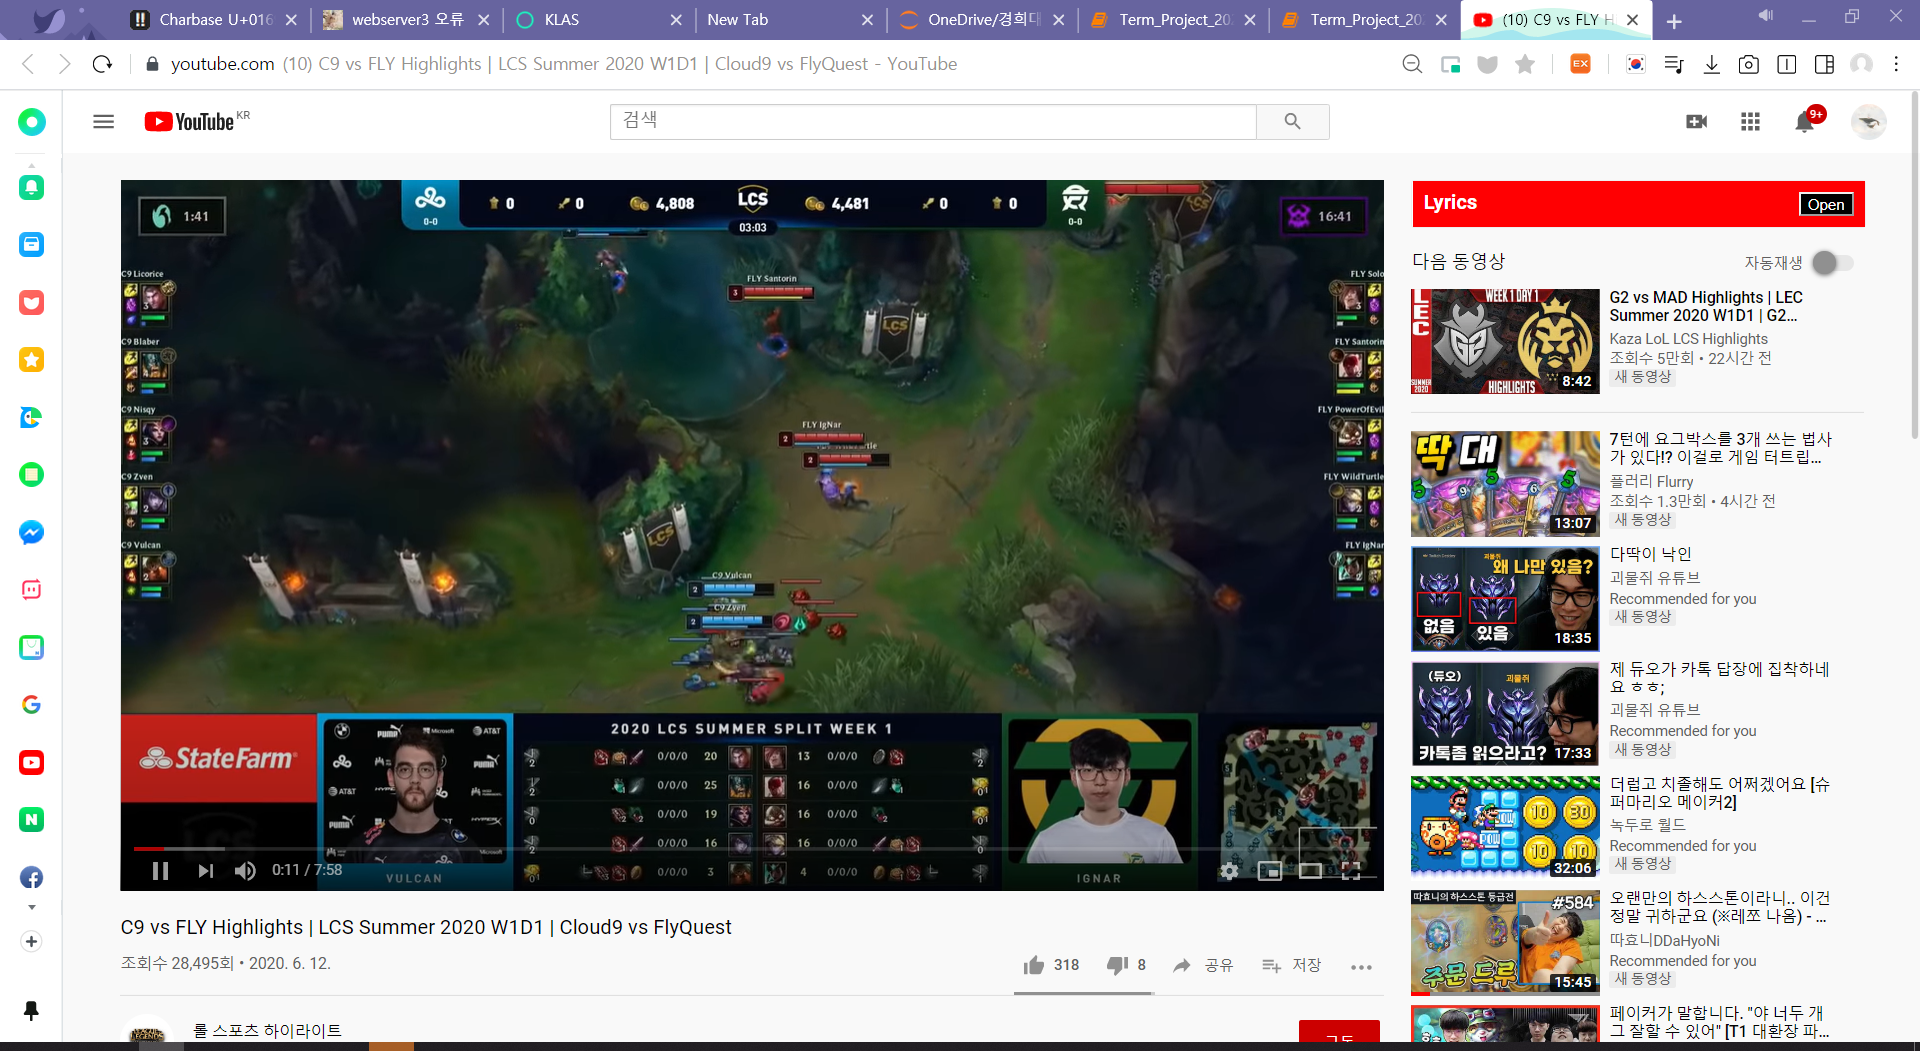 Charbase U+016
webserver3 오류
KLAS
New Tab
OneDrive/경희대
Term_Project_20
Term_Project_20
(10) C9 vs FLY H
youtube.com (10) C9 vs FLY Highlights | LCS Summer 2020 W1D1 | Cloud9 vs FlyQuest - YouTube
EX
YouTube KR
검색
9+
1:41
0-0
0
0
4,808
LCS
03:03
4,481
0
0
0-0
16:41
C9 Licorice
C9 Blaber
C9 Nisqy
C9 Zven
C9 Vulcan
FLY Santorin
3
FLY IgNar
2
2
C9 Vulcan
2
C9 Zven
2
LCS
LCS
FLY Solo
FLY Santorin
FLY PowerOfEvil
FLY WildTurtle
FLY IgNar
StateFarm
VULCAN
2020 LCS SUMMER SPLIT WEEK 1
0/0/0 20 13 0/0/0
0/0/0 25 16 0/0/0
0/0/0 19 16 0/0/0
0/0/0 16 16 0/0/0
0/0/0 3 4 0/0/0
IGNAR
0:11 / 7:58
C9 vs FLY Highlights | LCS Summer 2020 W1D1 | Cloud9 vs FlyQuest
조회수 28,495회 • 2020. 6. 12.
318
8
공유
저장
롤 스포츠 하이라이트
구독
Lyrics
Open
다음 동영상
자동재생
LEC
WEEK 1 DAY 1
G2
SUMMER 2020
HIGHLIGHTS
8:42
G2 vs MAD Highlights | LEC
Summer 2020 W1D1 | G2...
Kaza LoL LCS Highlights
조회수 5만회 • 22시간 전
새 동영상
딱 대
13:07
7턴에 요그박스를 3개 쓰는 법사
가 있다!? 이걸로 게임 터트립...
플러리 Flurry
조회수 1.3만회 • 4시간 전
새 동영상
괴물쥐
왜 나만 있음?
없음
있음
18:35
다딱이 낙인
괴물쥐 유튜브
Recommended for you
새 동영상
(듀오)
괴물쥐
카톡좀 읽으라고?
17:33
제 듀오가 카톡 답장에 집착하네
요 ㅎㅎ;
괴물쥐 유튜브
Recommended for you
새 동영상
POW
10
30
10
10
32:06
더럽고 치졸해도 어쩌겠어요 [슈
퍼마리오 메이커2]
녹두로 월드
Recommended for you
새 동영상
따효니의 하스스톤 등급전
#584
주문 드루
15:45
오랜만의 하스스톤이라니.. 이건
정말 귀하군요 (※레쪼 나옴) - ...
따효니DDaHyoNi
Recommended for you
새 동영상
페이커가 말합니다. "야 너두 개
그 잘할 수 있어" [T1 대환장 파...